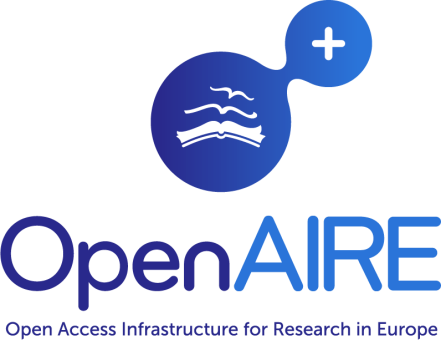 +
OpenAIRE
Open Access Infrastructure for Research in Europe